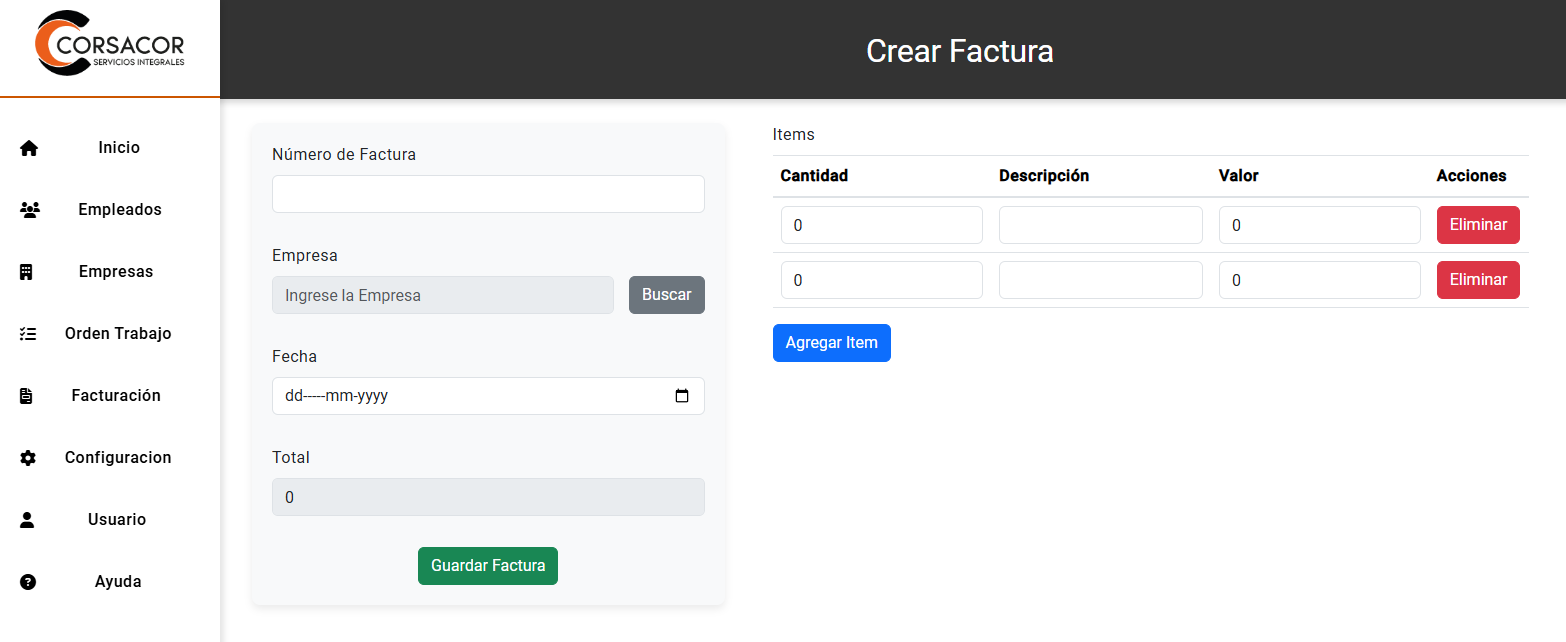 CORSACOR
SERVICIOS INTEGRALES
Inicio
Empleados
Empresas
Orden Trabajo
Facturación
Configuracion
Usuario
Ayuda
Crear Factura
Número de Factura
Empresa
Ingrese la Empresa Buscar
Fecha
dd-----mm-yyyy
Total
0
Guardar Factura
Items
Cantidad Descripción Valor Acciones
0 0 Eliminar
0 0 Eliminar
Agregar Item